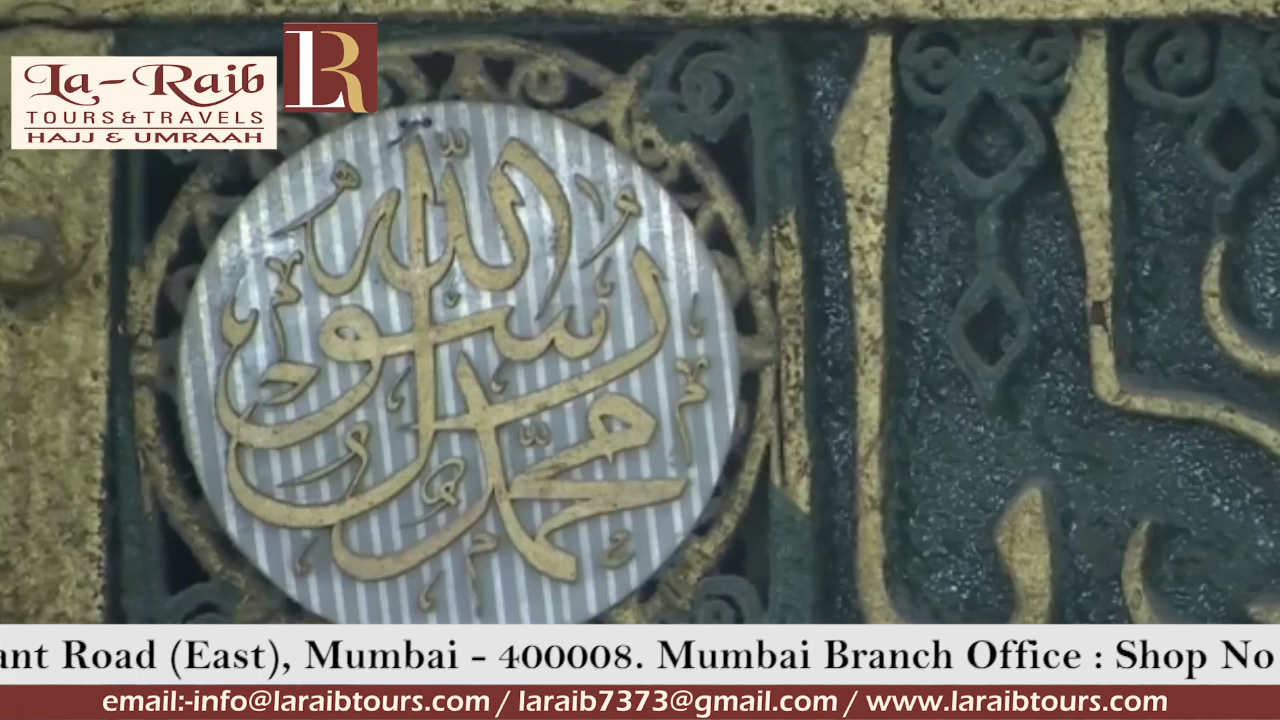 La-Raib
TOURS & TRAVELS
HAJJ & UMRAAH
LR
محمد رسول الله
ant Road (East), Mumbai - 400008. Mumbai Branch Office : Shop No
email:-info@laraibtours.com / laraib7373@gmail.com / www.laraibtours.com